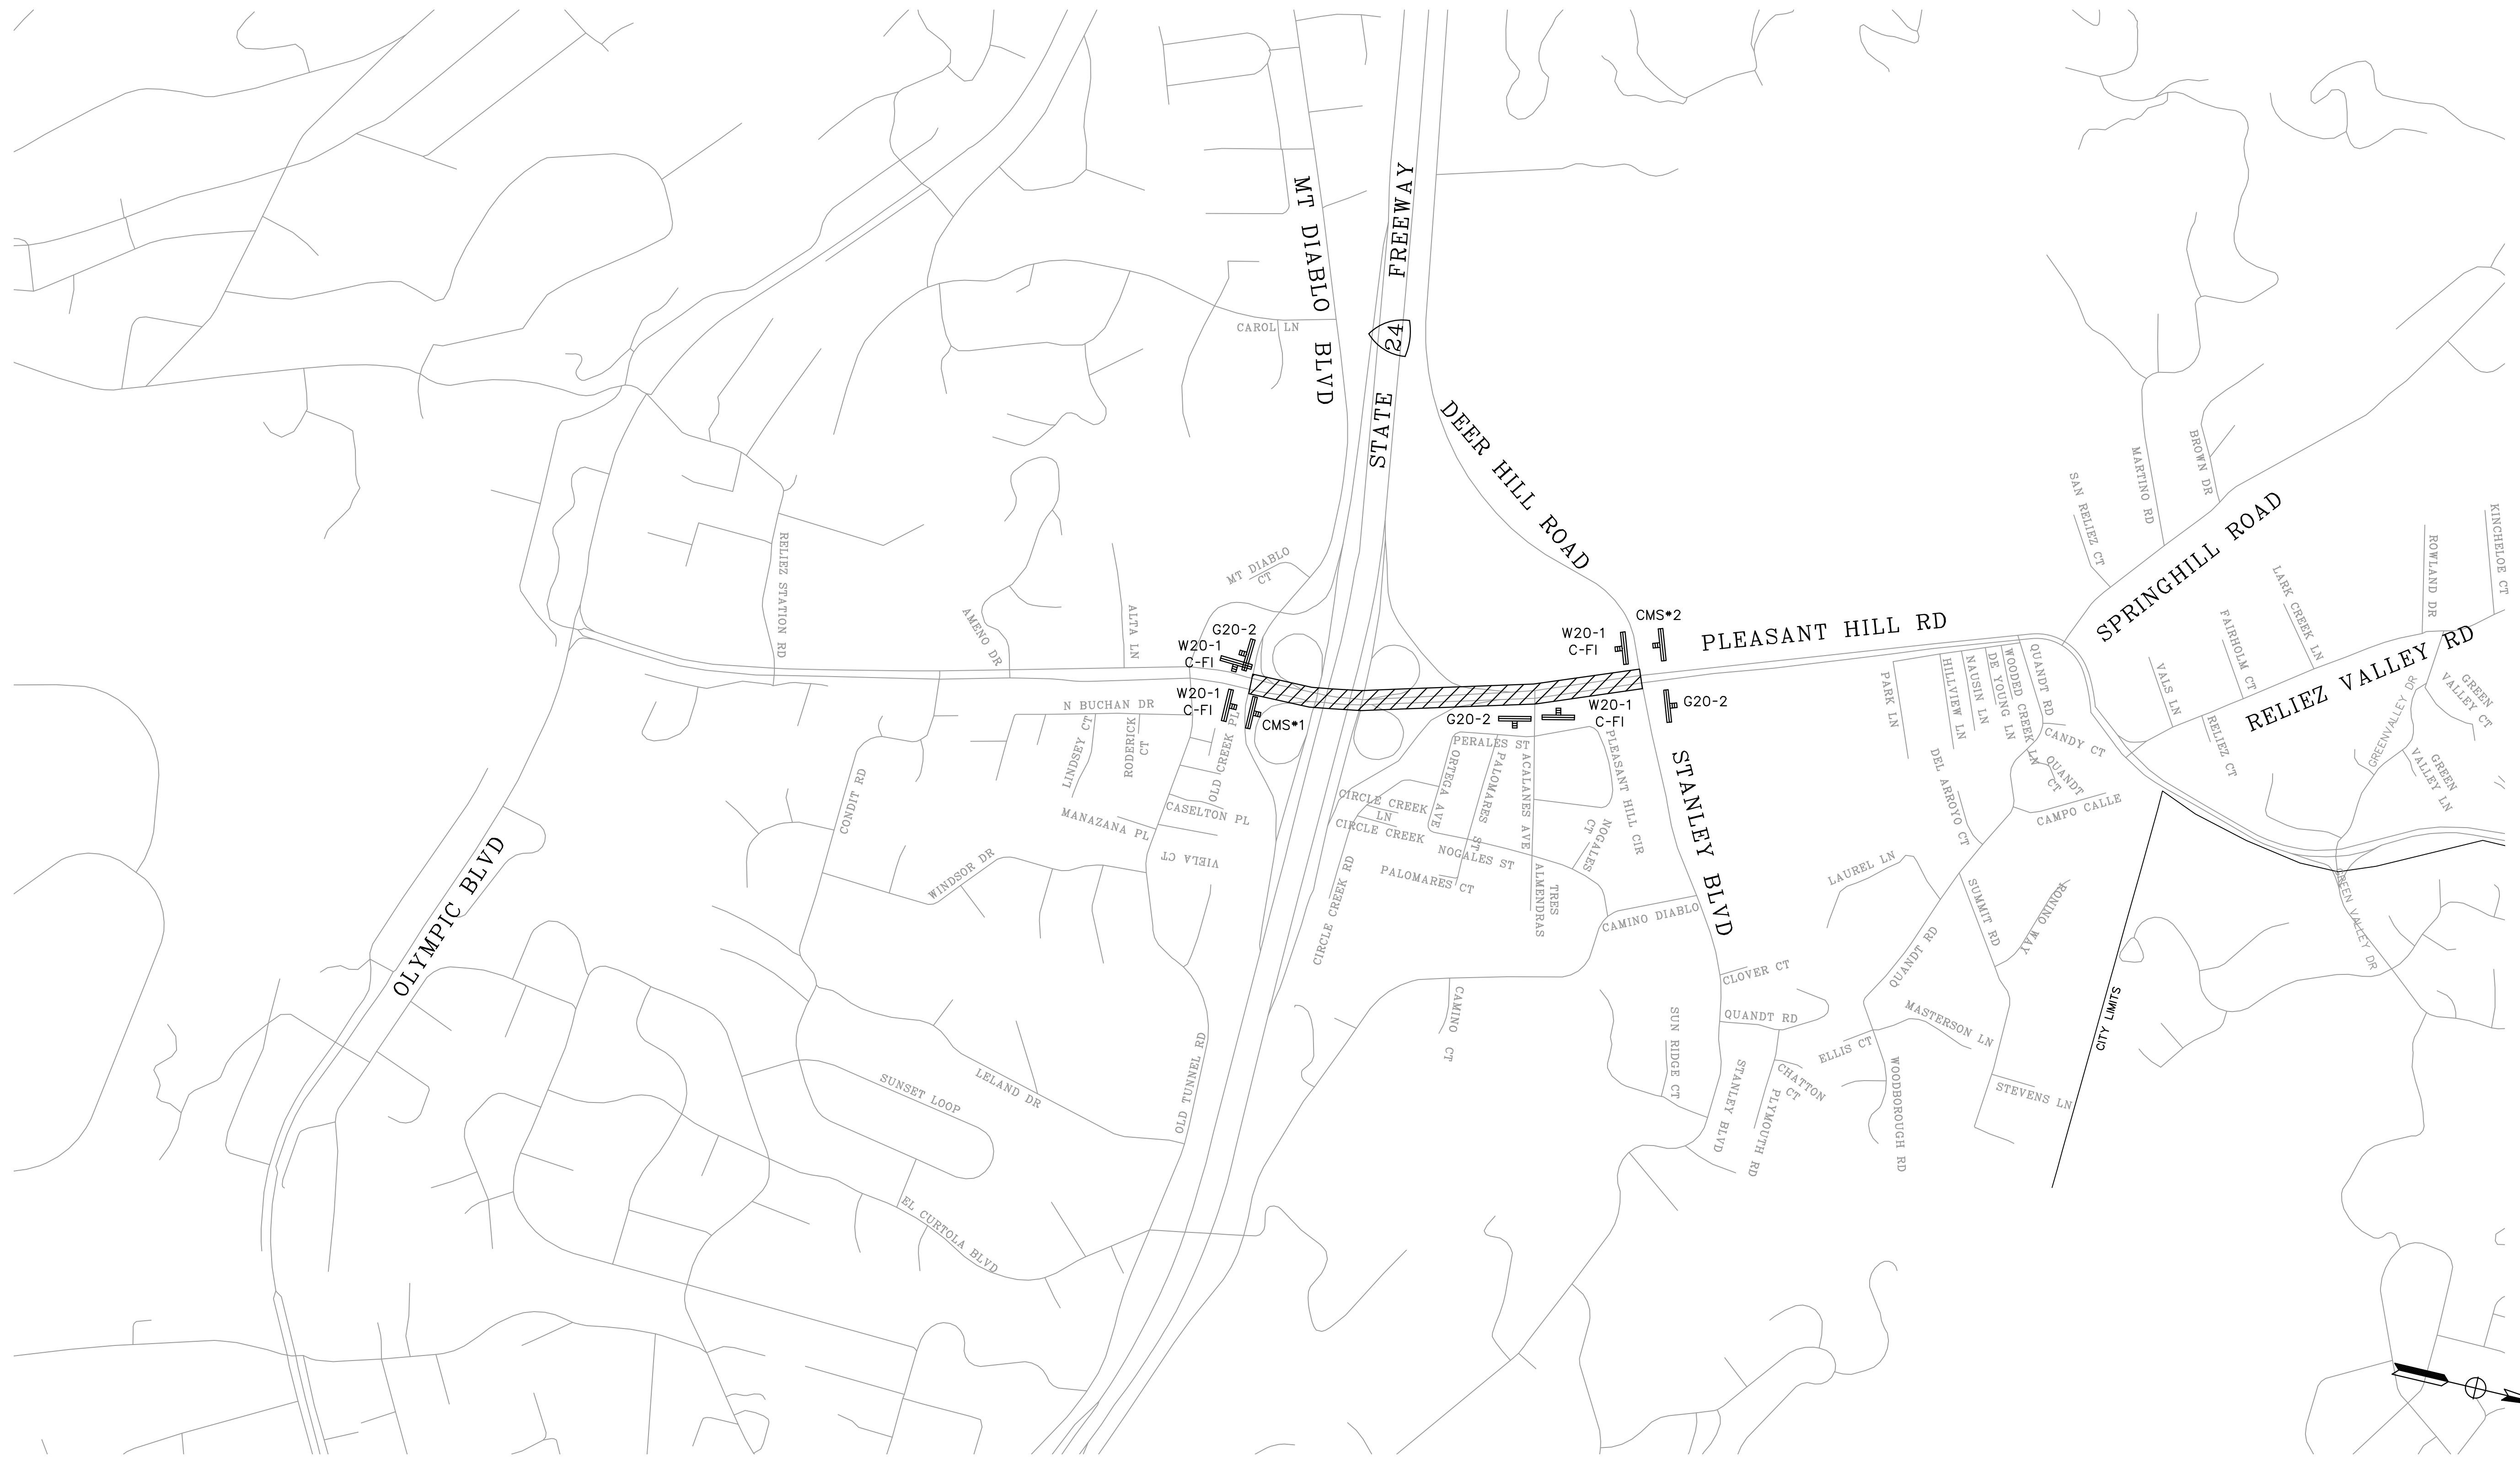 MT DIABLO BLVD
STATE FREEWAY
24
CAROL LN
DEER HILL ROAD
MARTINO RD
BROWN DR
SAN RELIEZ CT
SPRINGHILL ROAD
KINCHELOE CT
ROWLAND DR
LARK CREEK LN
FAIRHOLM CT
RELIEZ VALLEY RD
VALS LN
RELIEZ CT
GREENVALLEY DR
GREEN
VALLEY CT
GREEN
VALLEY LN
GREEN VALLEY DR
RELIEZ STATION RD
AMENO DR
ALTA LN
MT DIABLO
CT
G20-2
W20-1
C-FI
W20-1
C-FI
CMS*1
W20-1
C-FI
CMS*2
G20-2
W20-1
C-FI
G20-2
PLEASANT HILL RD
PARK LN
HILLVIEW LN
NAUSIN LN
DE YOUNG LN
WOODED CREEK LN
QUANDT RD
CANDY CT
QUANDT
CT
CAMPO CALLE
DEL ARROYO CT
N BUCHAN DR
LINDSEY CT
RODERICK
CT
OLD CREEK PL
CASELTON PL
MANAZANA PL
VIELA CT
CONDIT RD
WINDSOR DR
OLYMPIC BLVD
PERALES ST
ORTEGA AVE
PALOMARES ST
ACALANES AVE
PLEASANT HILL CIR
CIRCLE CREEK
LN
CIRCLE CREEK
NOGALES ST
NOGALES
CT
PALOMARES CT
TRES
ALMENDRAS
CIRCLE CREEK RD
CAMINO DIABLO
STANLEY BLVD
LAUREL LN
SUMMIT RD
RONINO WAY
QUANDT RD
CLOVER CT
QUANDT RD
CAMINO CT
SUN RIDGE CT
STANLEY BLVD
PLYMOUTH RD
CHATTON
CT
ELLIS CT
MASTERSON LN
WOODBOROUGH RD
STEVENS LN
CITY LIMITS
OLD TUNNEL RD
LELAND DR
SUNSET LOOP
EL CURTOLA BLVD